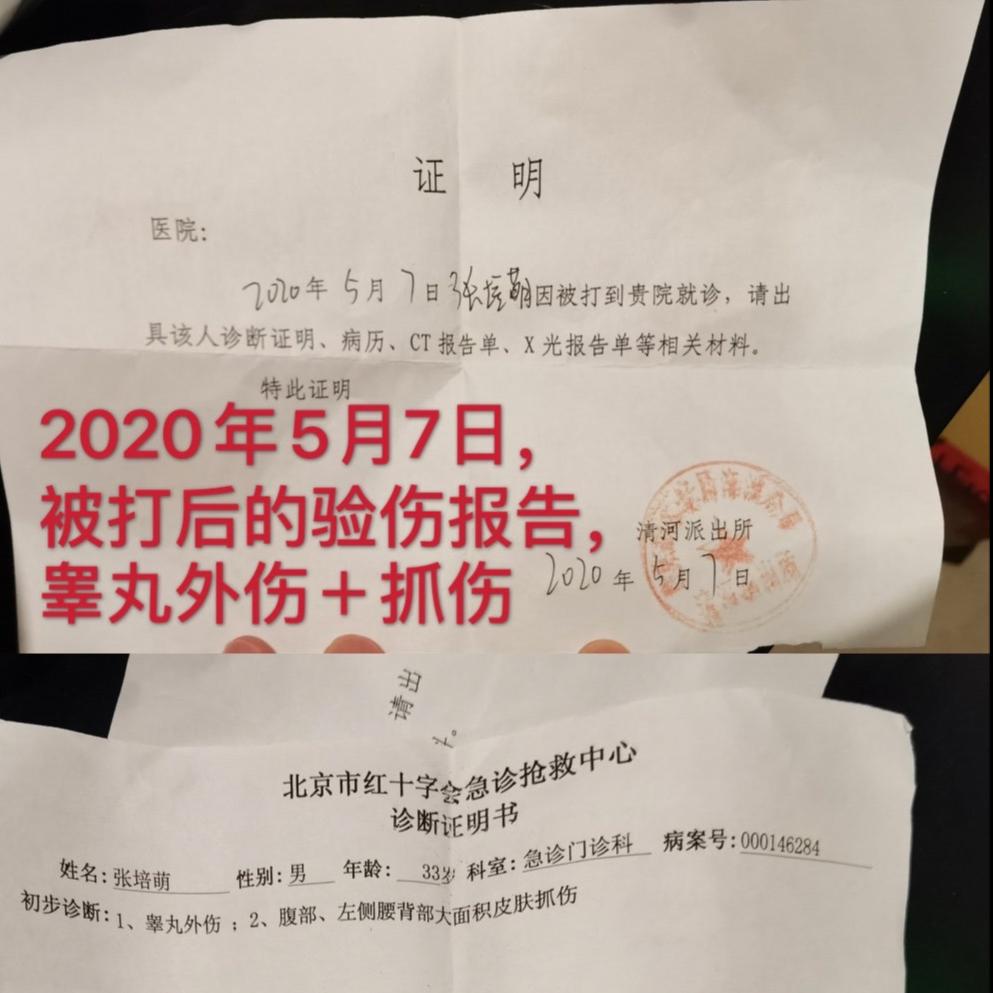 证 明
医院:
2020年5月7日张培萌因被打到贵院就诊,请出
具该人诊断证明、病历、CT报告单、X光报告单等相关材料。
特此证明
2020年5月7日,
被打后的验伤报告,
睾丸外伤+抓伤
清河派出所
2020年5月7日
请出
北京市红十字会急诊抢救中心
诊断证明书
姓名:张培萌 性别:男 年龄: 33岁 科室:急诊门诊科 病案号:000146284
初步诊断:1、睾丸外伤;2、腹部、左侧腰背部大面积皮肤抓伤